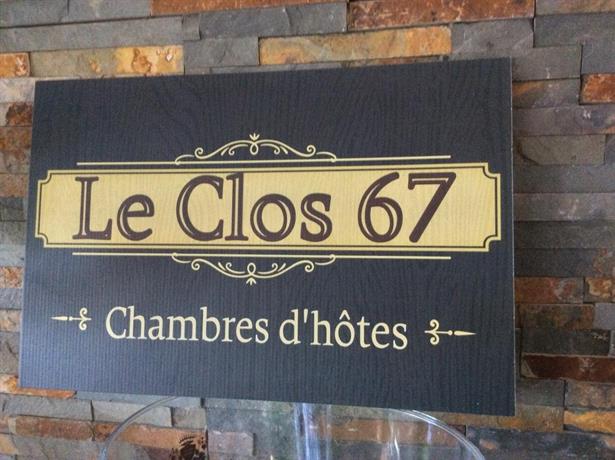 Le Clos 67
Chambres d'hôtes